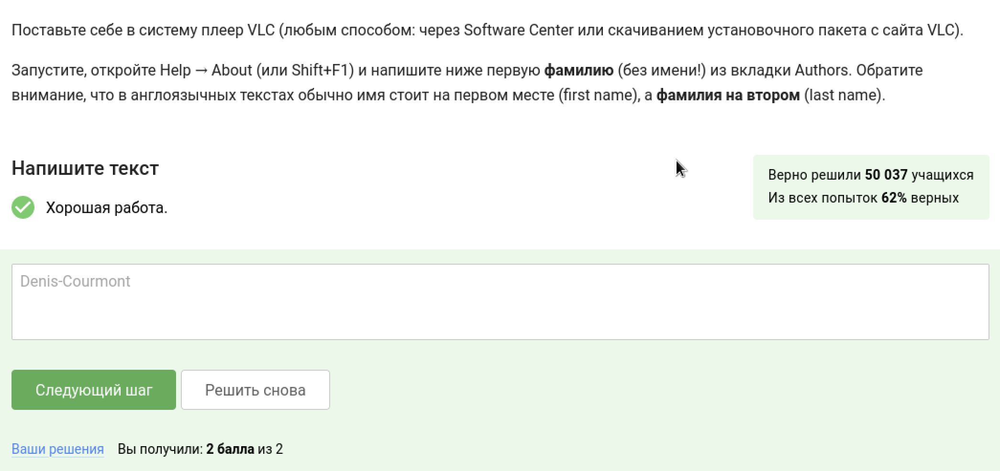 Поставьте себе в систему плеер VLC (любым способом: через Software Center или скачиванием установочного пакета с сайта VLC).
Запустите, откройте Help → About (или Shift+F1) и напишите ниже первую фамилию (без имени!) из вкладки Authors. Обратите
внимание, что в англоязычных текстах обычно имя стоит на первом месте (first name), а фамилия на втором (last name).
Напишите текст
Хорошая работа.
Верно решили 50 037 учащихся
Из всех попыток 62% верных
Denis-Courmont
Следующий шаг
Решить снова
Ваши решения Вы получили: 2 балла из 2